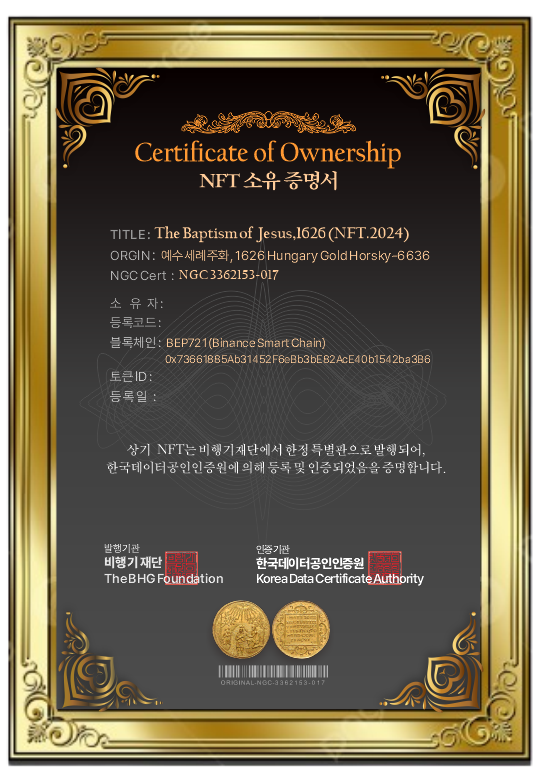 Certificate of Ownership
NFT 소유 증명서
TITLE: The Baptism of Jesus,1626 (NFT.2024)
ORGIN: 예수세례주화, 1626 Hungary Gold Horsky-6636
NGC Cert : NGC 3362153-017
소 유 자:
등록코드:
블록체인: BEP721(Binance Smart Chain)
0x73661885Ab31452F6eBb3bE82AcE40b1542ba3B6
토큰ID:
등록일 :
상기 NFT는 비행기재단에서 한정 특별판으로 발행되어,
한국데이터공인인증원에 의해 등록 및 인증되었음을 증명합니다.
발행기관
비행기 재단
The BHG Foundation
인증기관
한국데이터공인인증원
Korea Data Certificate Authority
ORIGINAL-NGC-3362153-017